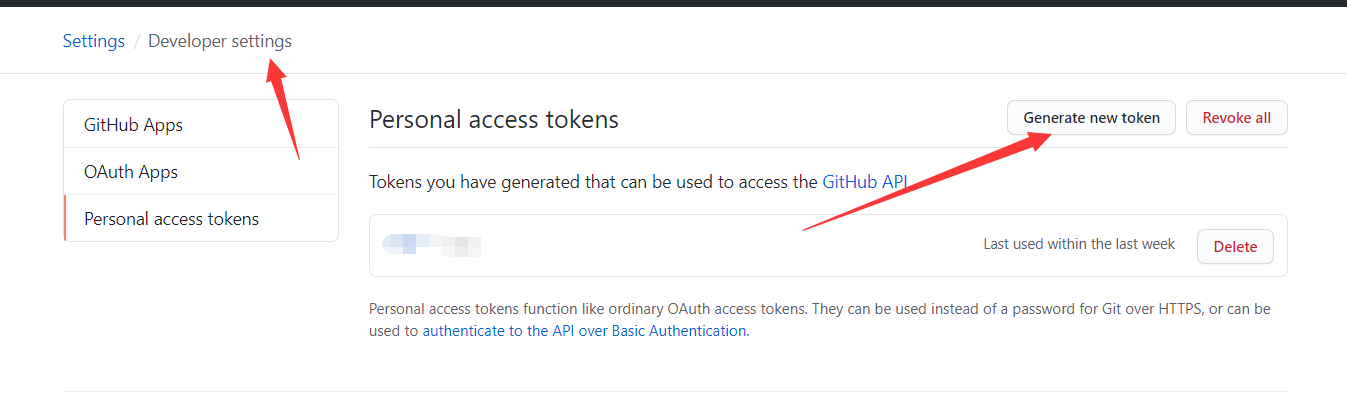 Settings / Developer settings
GitHub Apps
OAuth Apps
Personal access tokens
Personal access tokens
Generate new token
Revoke all
Tokens you have generated that can be used to access the GitHub API
Last used within the last week
Delete
Personal access tokens function like ordinary OAuth access tokens. They can be used instead of a password for Git over HTTPS, or can be
used to authenticate to the API over Basic Authentication.